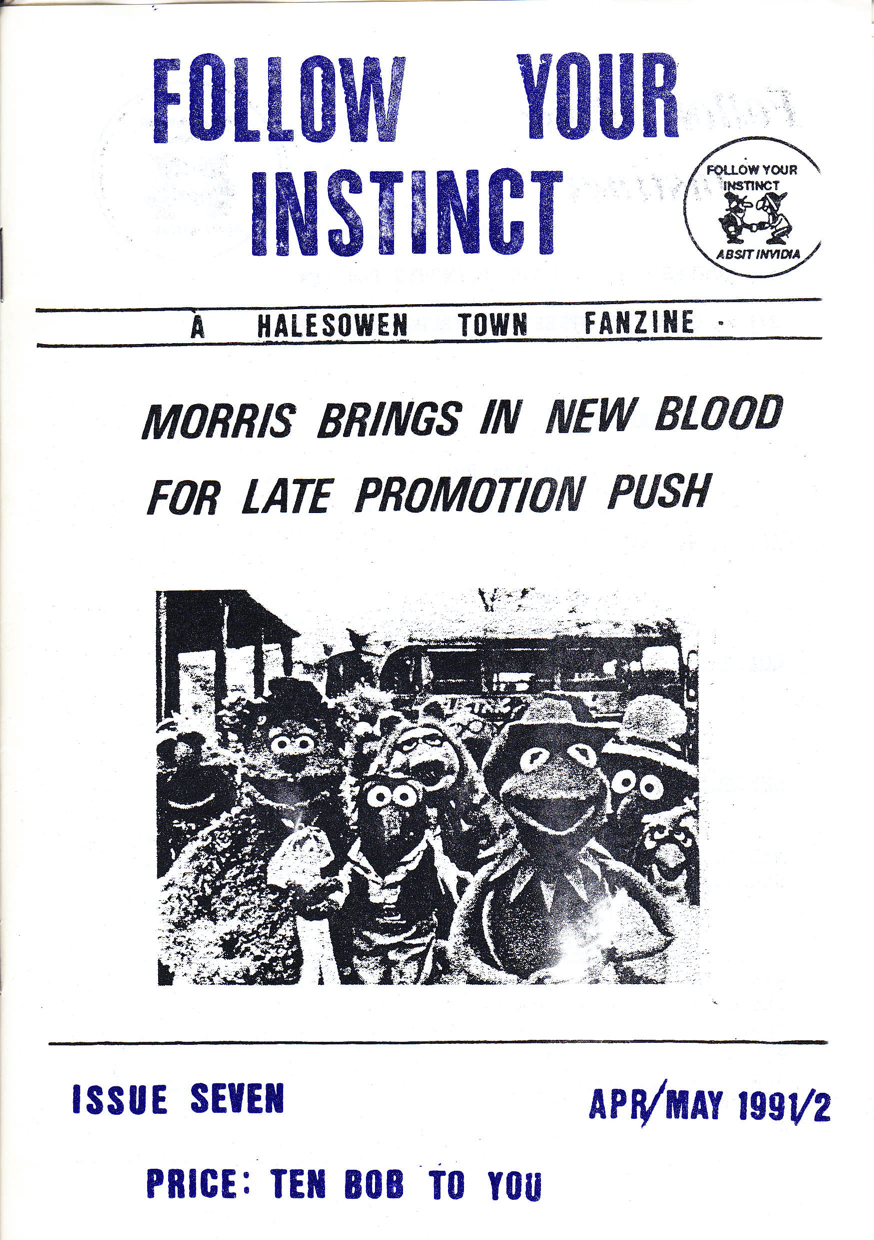 FOLLOW YOUR
INSTINCT
FOLLOW YOUR
INSTINCT
ABSIT INVIDIA
A HALESOWEN TOWN FANZINE
MORRIS BRINGS IN NEW BLOOD
FOR LATE PROMOTION PUSH
ELECTRIC
ISSUE SEVEN
APR/MAY 1991/2
PRICE: TEN BOB TO YOU